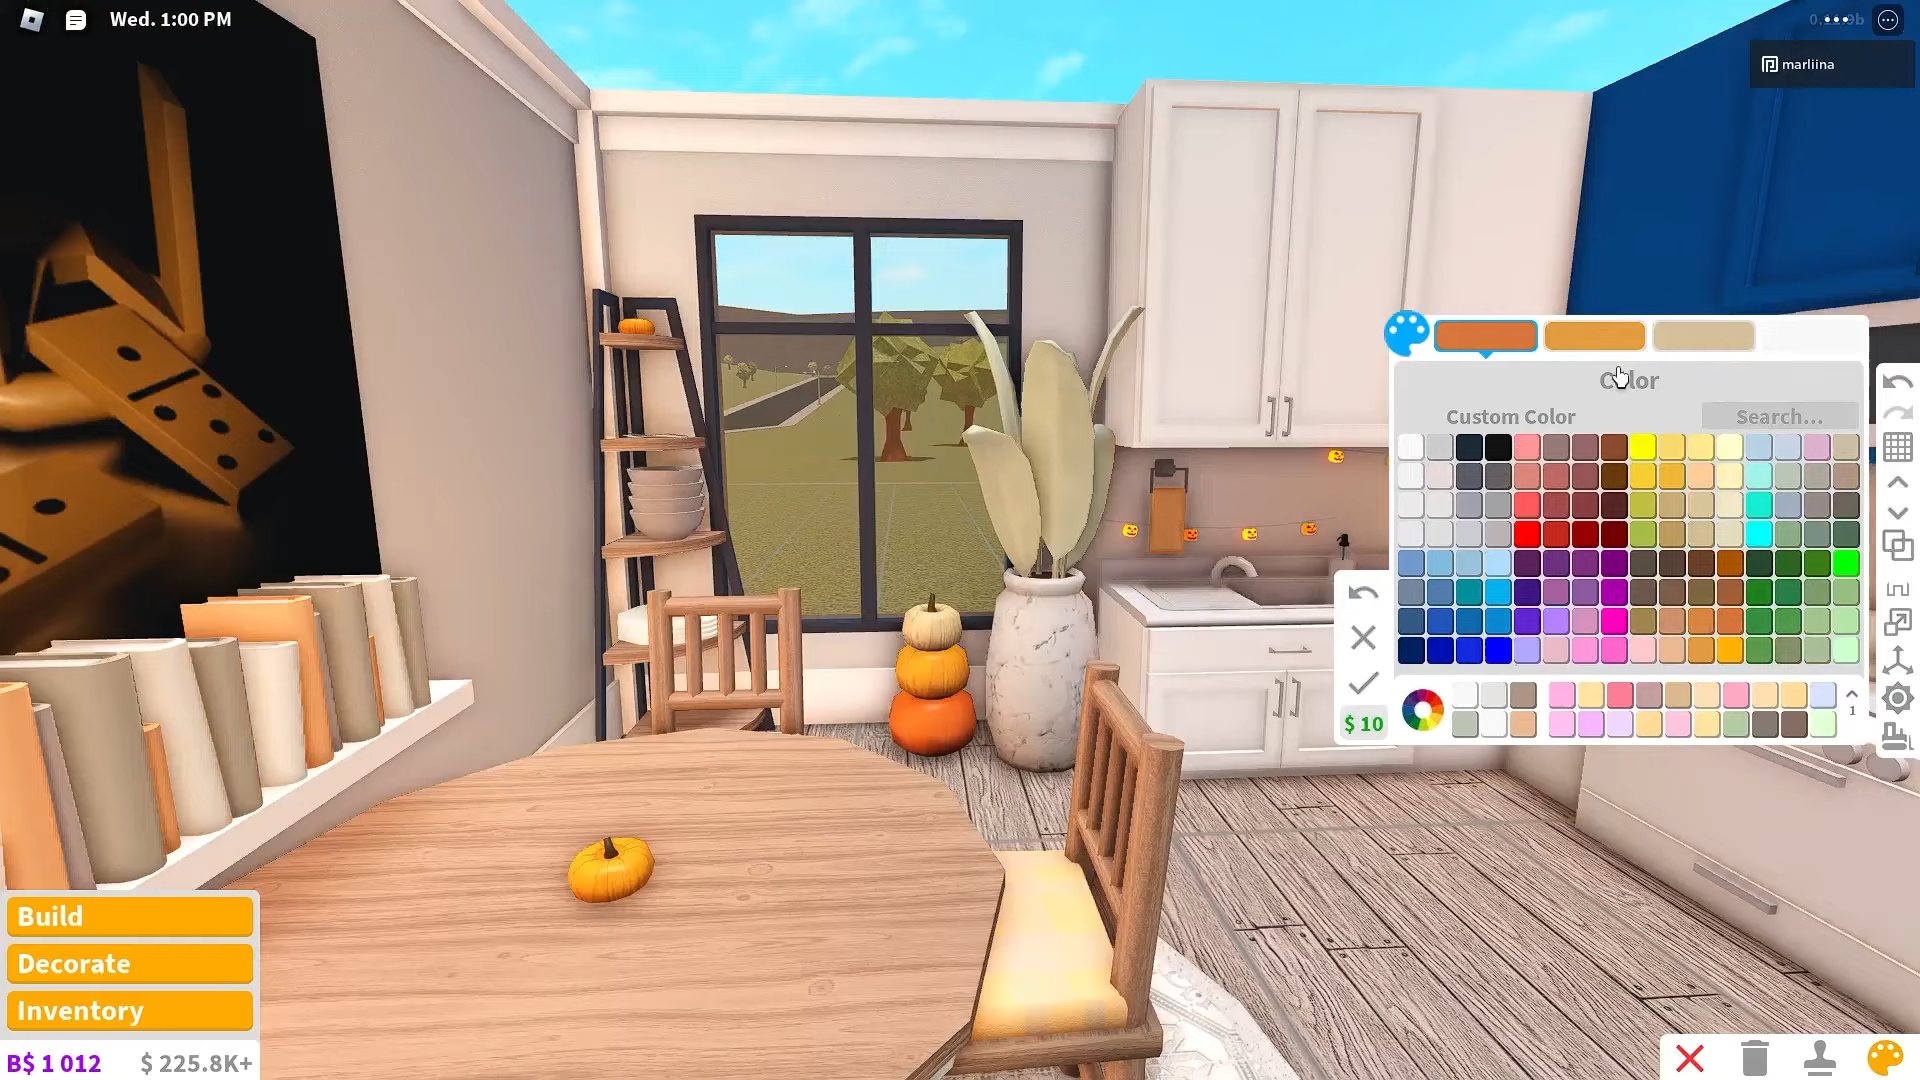 Wed. 1:00 PM
marliina
Color
Custom Color
Search...
$ 10
1
Build
Decorate
Inventory
B$ 1 012
$ 225.8K+